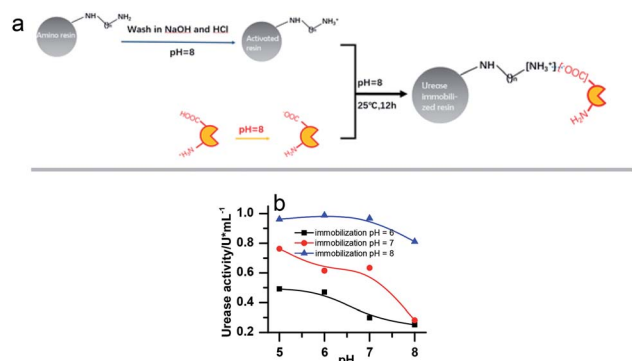 a
Amino resin
NH
NH₂
Wash in NaOH and HCl
pH=8
Activated resin
NH
NH₃⁺
HOOC
pH=8
⁻OOC
H₂N
pH=8
25℃,12h
Urease
immobili-
zed resin
NH
[NH₃⁺]
[⁻OOC]
H₂N
b
Urease activity/U*mL⁻¹
1.0
0.8
0.6
0.4
0.2
immobilization pH = 6
immobilization pH = 7
immobilization pH = 8
5 6 7 8
pH